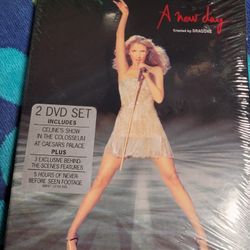 A new day...
Created by DRAGONE
2 DVD SET
INCLUDES
CELINE'S SHOW
IN THE COLOSSEUM
AT CAESARS PALACE
PLUS
3 EXCLUSIVE BEHIND
THE-SCENES FEATURES
5 HOURS OF NEVER-
BEFORE SEEN FOOTAGE